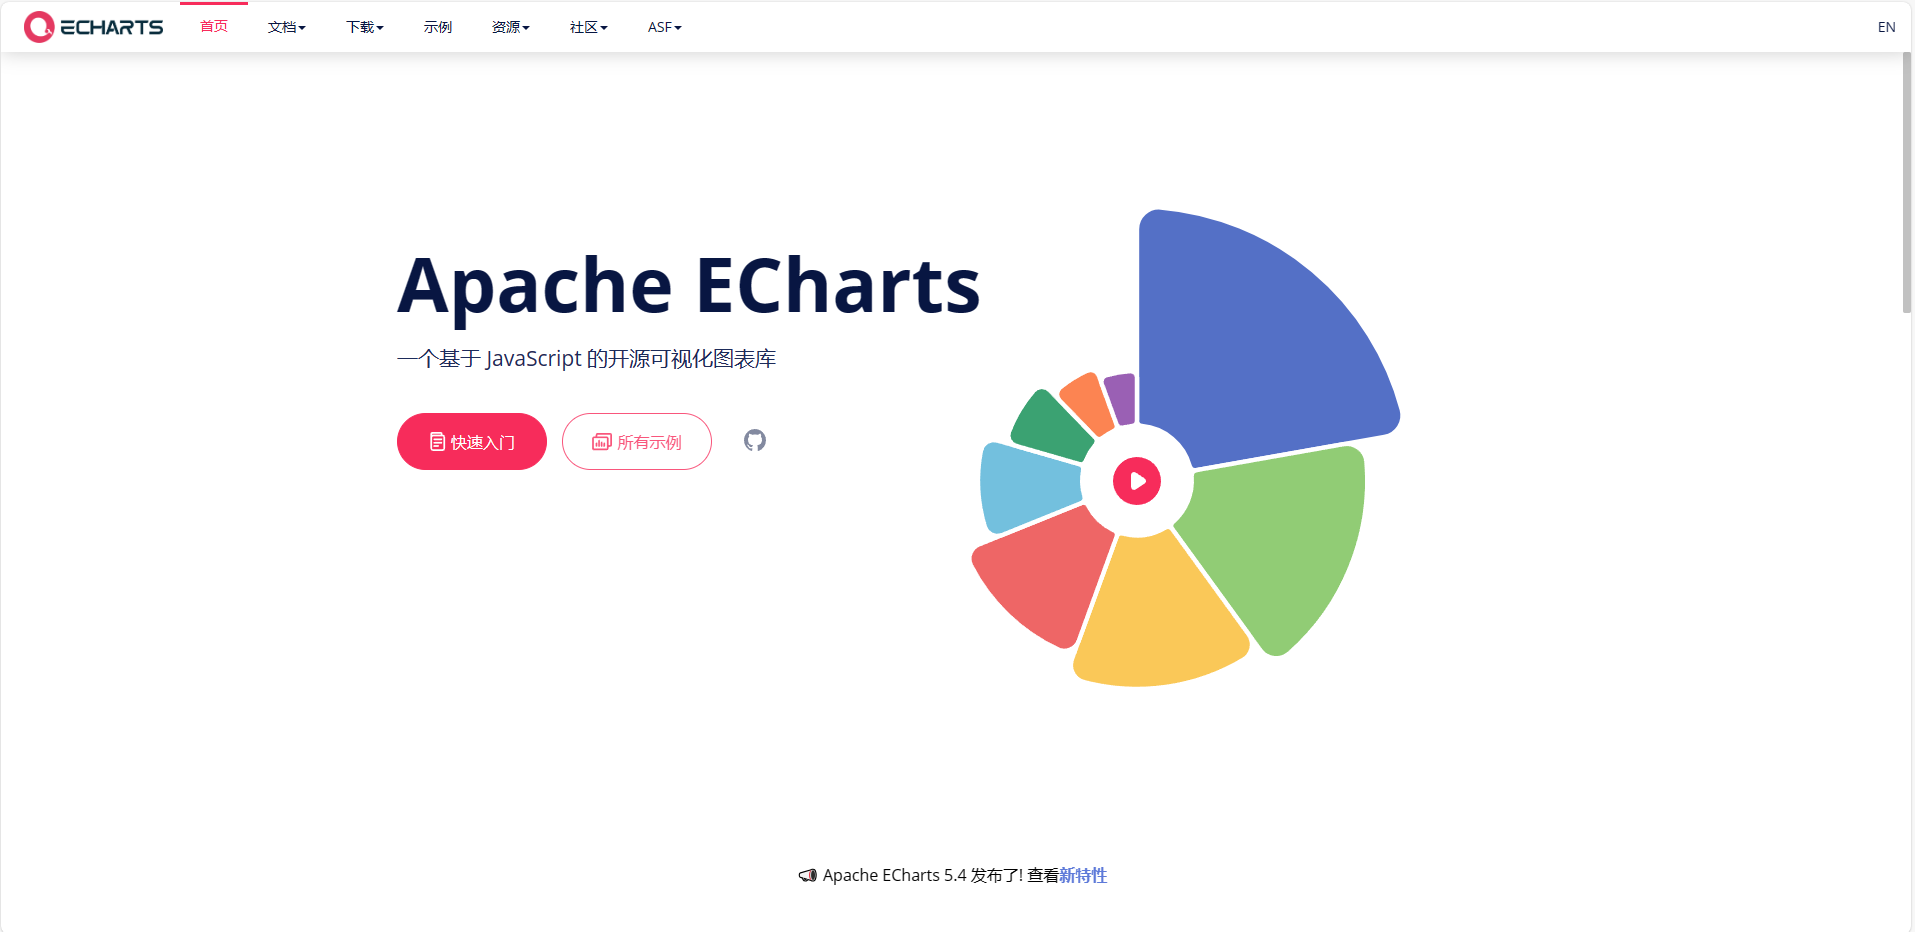 ECHARTS 首页 文档 下载 示例 资源 社区 ASF EN
Apache ECharts
一个基于 JavaScript 的开源可视化图表库
快速入门 所有示例
Apache ECharts 5.4 发布了! 查看新特性